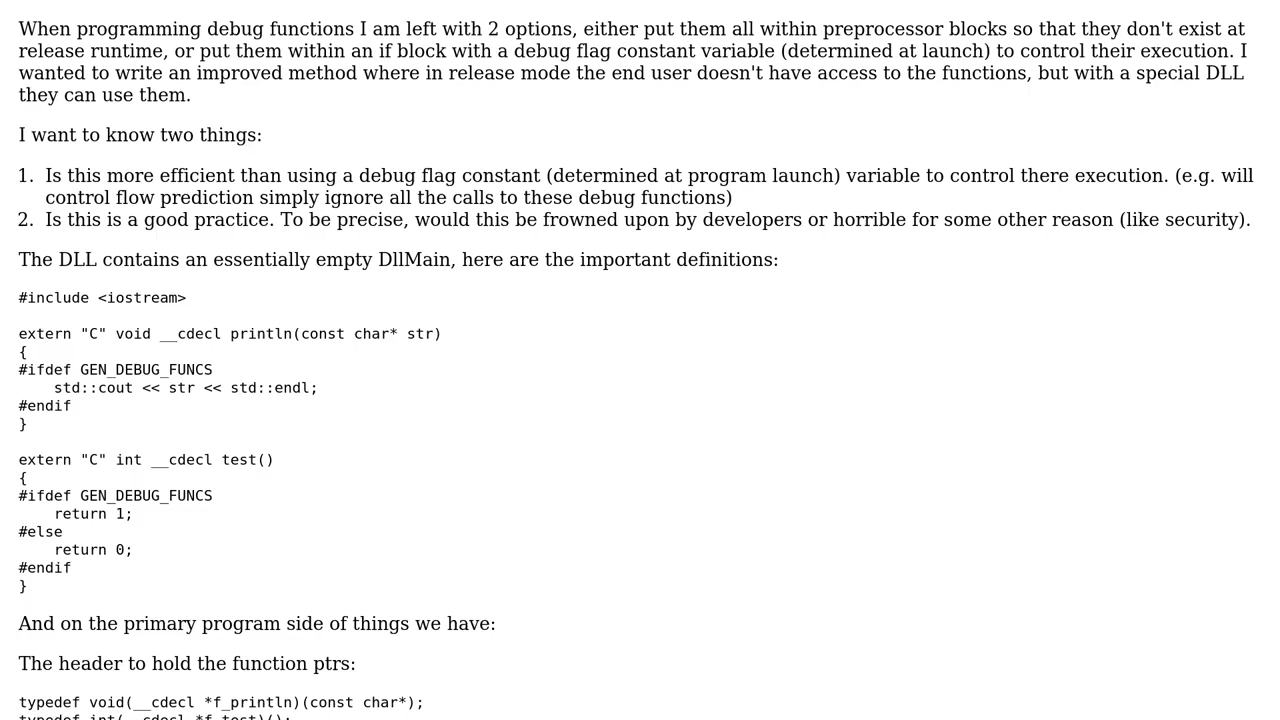 When programming debug functions I am left with 2 options, either put them all within preprocessor blocks so that they don't exist at
release runtime, or put them within an if block with a debug flag constant variable (determined at launch) to control their execution. I
wanted to write an improved method where in release mode the end user doesn't have access to the functions, but with a special DLL
they can use them.
I want to know two things:
1. Is this more efficient than using a debug flag constant (determined at program launch) variable to control there execution. (e.g. will
control flow prediction simply ignore all the calls to these debug functions)
2. Is this is a good practice. To be precise, would this be frowned upon by developers or horrible for some other reason (like security).
The DLL contains an essentially empty DllMain, here are the important definitions:
#include <iostream>
extern "C" void __cdecl println(const char* str)
{
#ifdef GEN_DEBUG_FUNCS
    std::cout << str << std::endl;
#endif
}
extern "C" int __cdecl test()
{
#ifdef GEN_DEBUG_FUNCS
    return 1;
#else
    return 0;
#endif
}
And on the primary program side of things we have:
The header to hold the function ptrs:
typedef void(__cdecl *f_println)(const char*);
typedef int(__cdecl *f_test)();